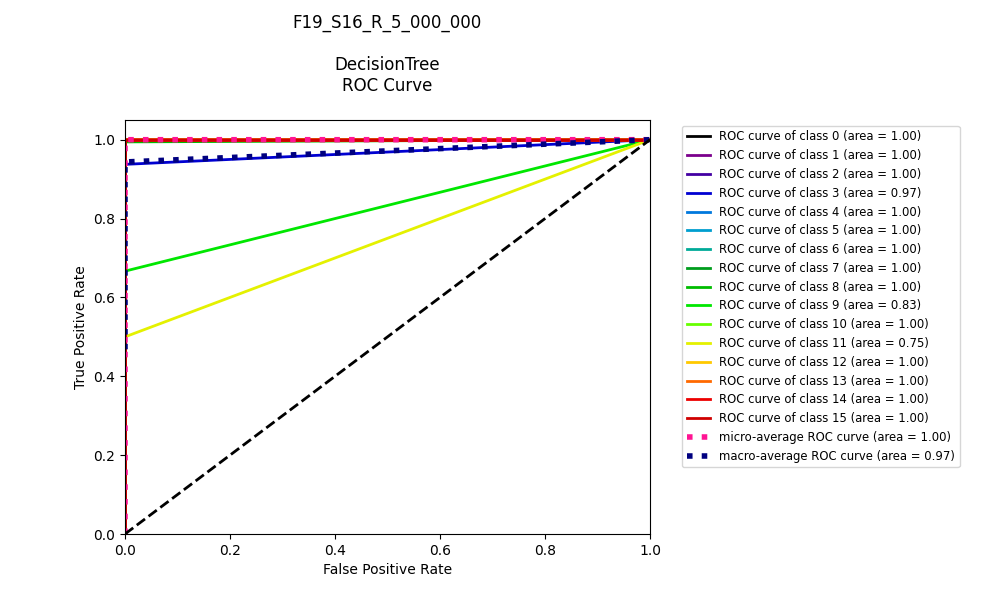 F19_S16_R_5_000_000
DecisionTree
ROC Curve
True Positive Rate
1.0
0.8
0.6
0.4
0.2
0.0
0.0 0.2 0.4 0.6 0.8 1.0
False Positive Rate
ROC curve of class 0 (area = 1.00)
ROC curve of class 1 (area = 1.00)
ROC curve of class 2 (area = 1.00)
ROC curve of class 3 (area = 0.97)
ROC curve of class 4 (area = 1.00)
ROC curve of class 5 (area = 1.00)
ROC curve of class 6 (area = 1.00)
ROC curve of class 7 (area = 1.00)
ROC curve of class 8 (area = 1.00)
ROC curve of class 9 (area = 0.83)
ROC curve of class 10 (area = 1.00)
ROC curve of class 11 (area = 0.75)
ROC curve of class 12 (area = 1.00)
ROC curve of class 13 (area = 1.00)
ROC curve of class 14 (area = 1.00)
ROC curve of class 15 (area = 1.00)
micro-average ROC curve (area = 1.00)
macro-average ROC curve (area = 0.97)